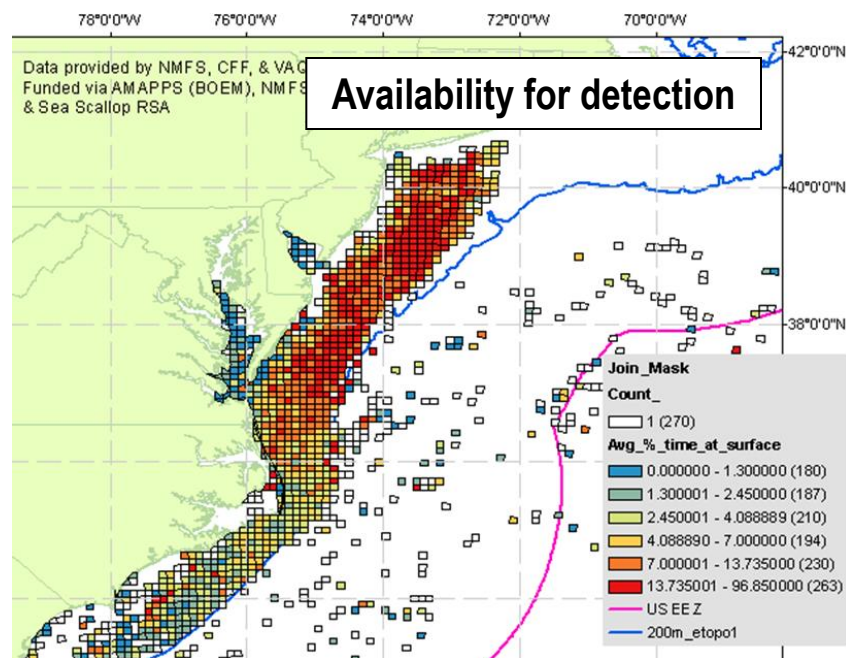 78°0'0"W 76°0'0"W 74°0'0"W 72°0'0"W 70°0'0"W
42°0'0"N
Data provided by NMFS, CFF, & VAQ
Funded via AMAPPS (BOEM), NMFS
& Sea Scallop RSA
Availability for detection
40°0'0"N
38°0'0"N
Join_Mask
Count_
1 (270)
Avg_%_time_at_surface
0.000000 - 1.300000 (180)
1.300001 - 2.450000 (187)
2.450001 - 4.088889 (210)
4.088890 - 7.000000 (194)
7.000001 - 13.735000 (230)
13.735001 - 96.850000 (263)
US EEZ
200m_etopo1